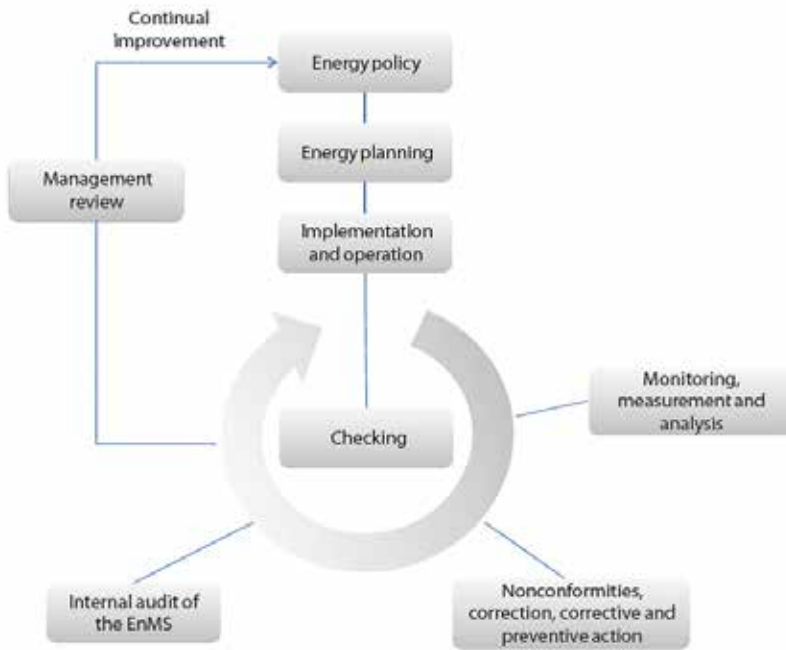 Continual
improvement
Energy policy
Energy planning
Management
review
Implementation
and operation
Monitoring,
measurement and
analysis
Checking
Internal audit of
the EnMS
Nonconformities,
correction, corrective and
preventive action